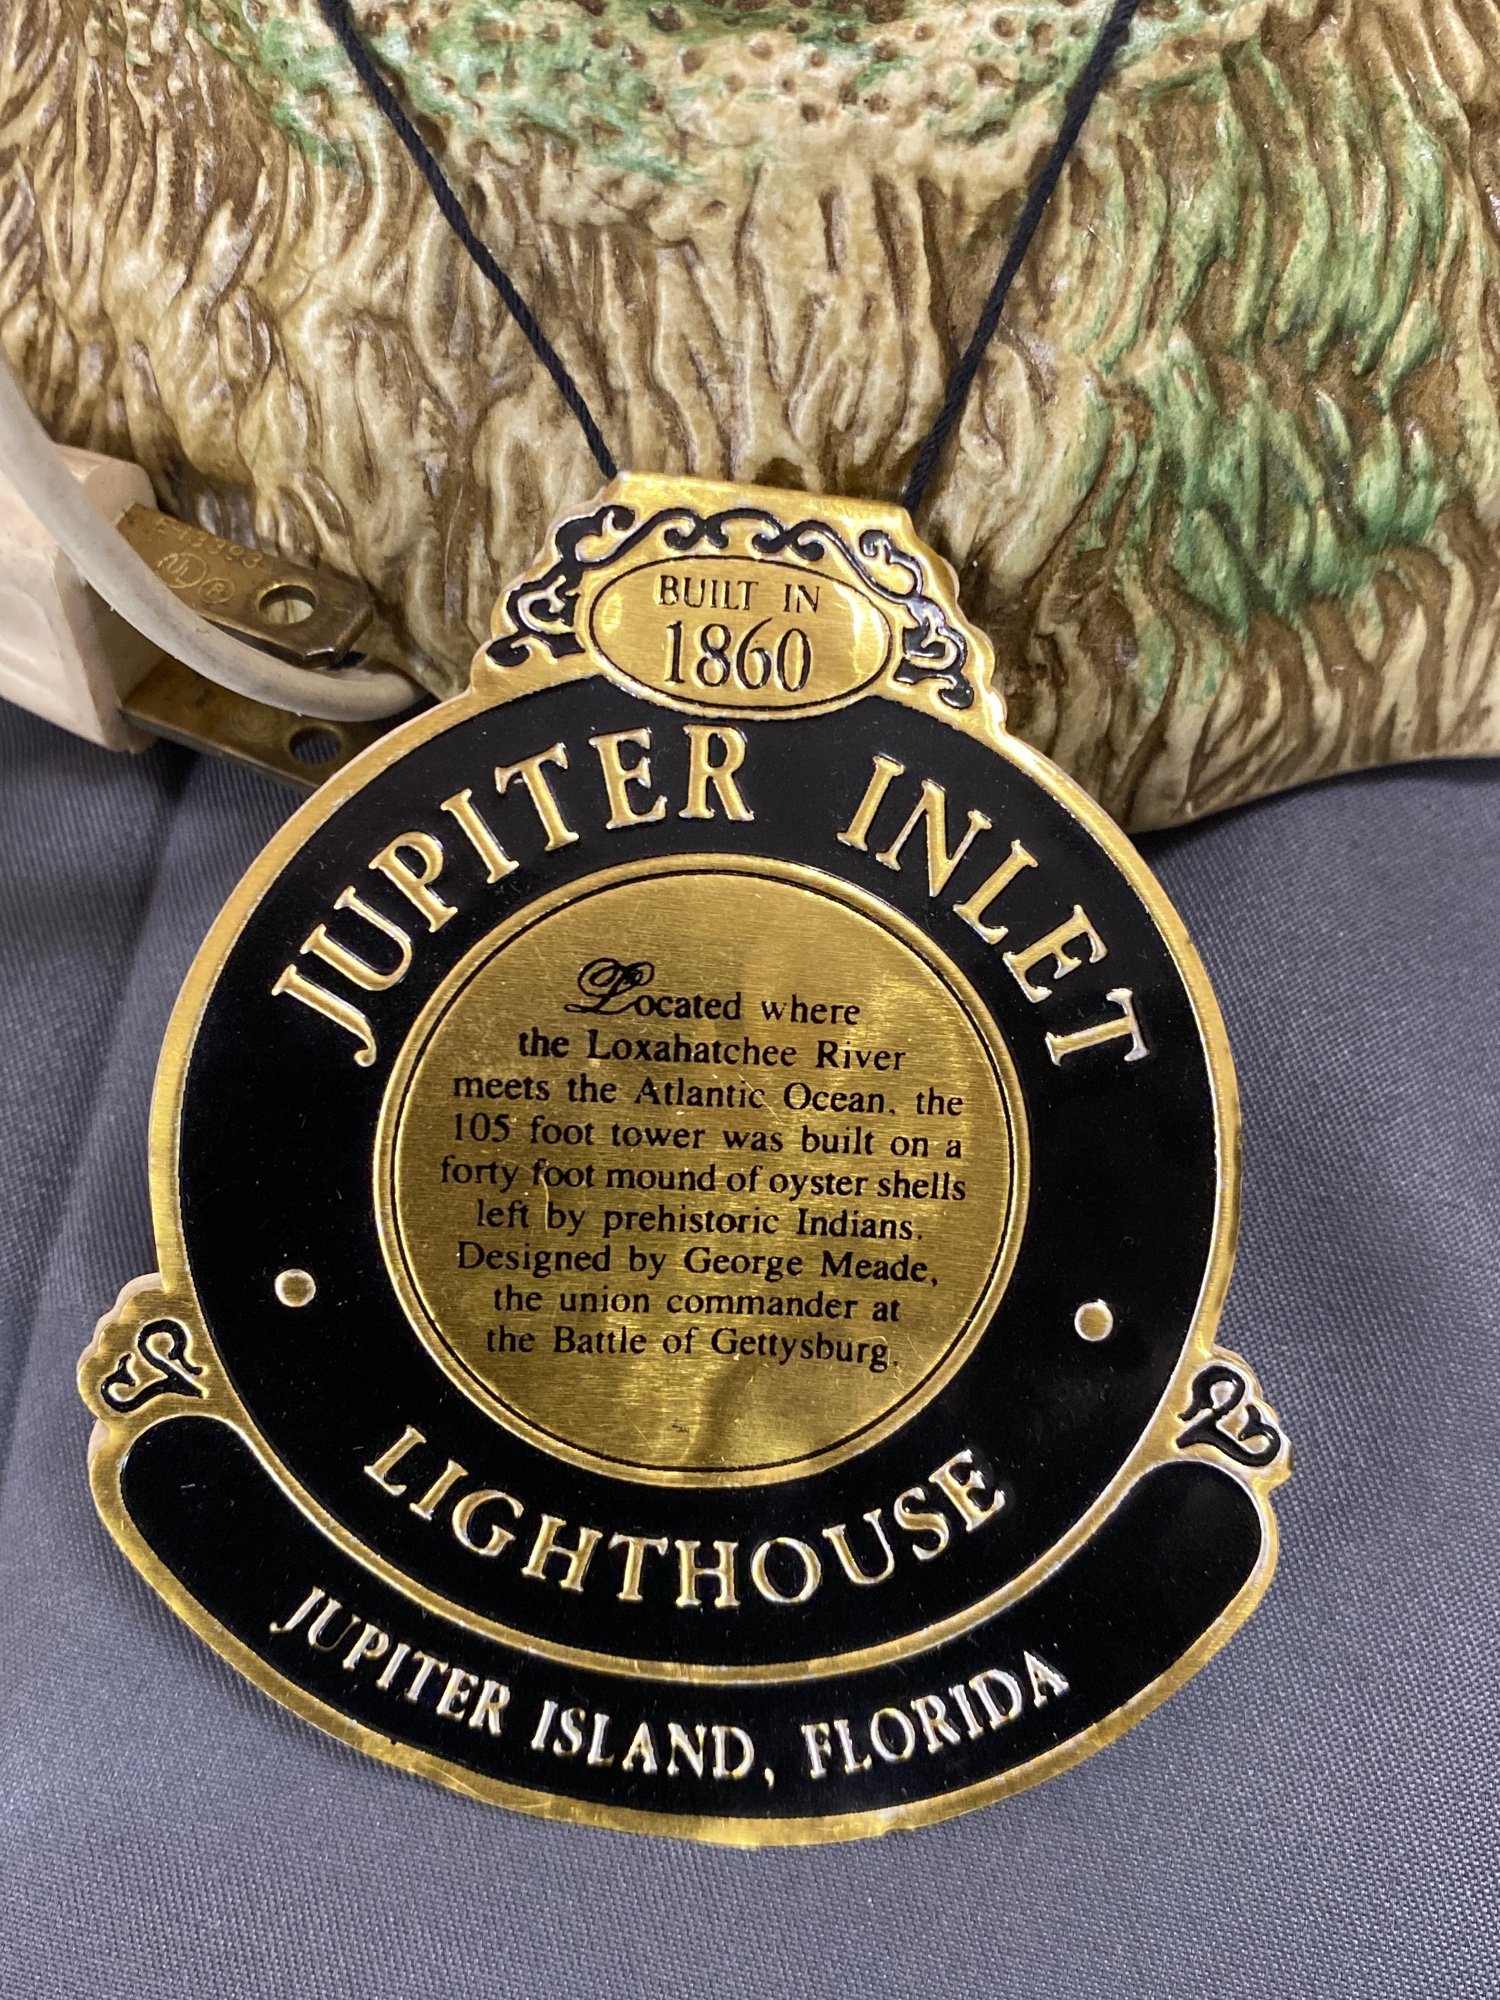 BUILT IN
1860
JUPITER INLET
Located where
the Loxahatchee River
meets the Atlantic Ocean, the
105 foot tower was built on a
forty foot mound of oyster shells
left by prehistoric Indians.
Designed by George Meade,
the union commander at
the Battle of Gettysburg.
LIGHTHOUSE
JUPITER ISLAND, FLORIDA